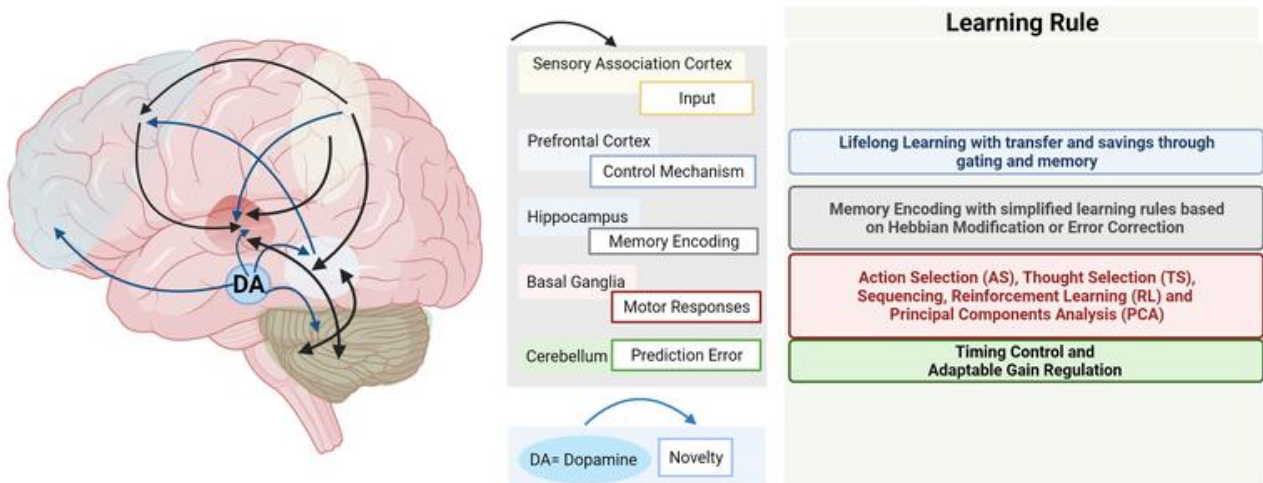 Learning Rule
DA
Sensory Association Cortex
Input
Prefrontal Cortex
Control Mechanism
Lifelong Learning with transfer and savings through
gating and memory
Hippocampus
Memory Encoding
Memory Encoding with simplified learning rules based
on Hebbian Modification or Error Correction
Basal Ganglia
Motor Responses
Action Selection (AS), Thought Selection (TS),
Sequencing, Reinforcement Learning (RL) and
Principal Components Analysis (PCA)
Cerebellum
Prediction Error
Timing Control and
Adaptable Gain Regulation
DA= Dopamine
Novelty